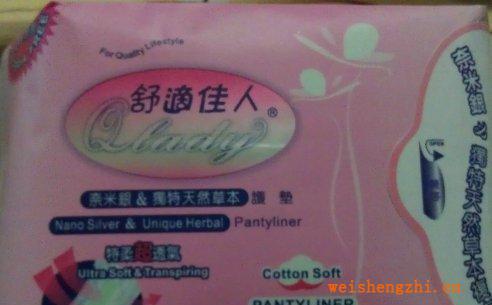 For Quality Lifestyle
舒適佳人®
Qlady
奈米銀 & 獨特天然草本 護墊
Nano Silver & Unique Herbal Pantyliner
特柔超透氣
Ultra Soft & Transpiring
Cotton Soft
PANTYLINER
OPEN
奈米銀 & 獨特天然草本
weishengzhi.cn